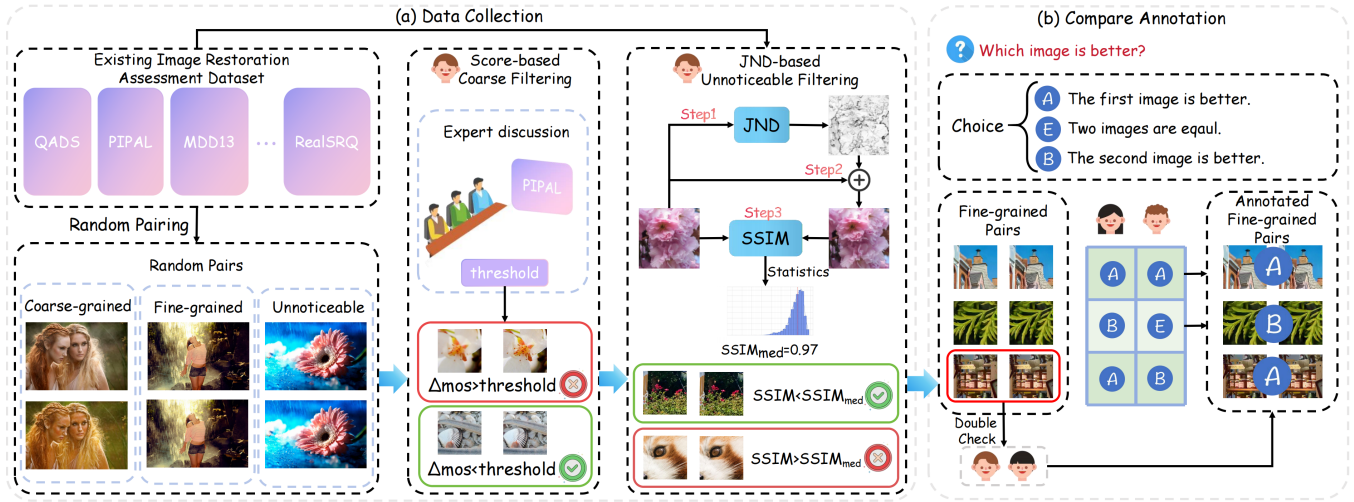 (a) Data Collection
Existing Image Restoration
Assessment Dataset
QADS
PIPAL
MDD13
...
RealSRQ
Random Pairing
Random Pairs
Coarse-grained
Fine-grained
Unnoticeable
Score-based
Coarse Filtering
Expert discussion
PIPAL
threshold
Δmos>threshold
Δmos<threshold
JND-based
Unnoticeable Filtering
Step1
JND
Step2
+
Step3
SSIM
Statistics
SSIMmed=0.97
SSIM<SSIMmed
SSIM>SSIMmed
(b) Compare Annotation
? Which image is better?
Choice
A The first image is better.
E Two images are eqaul.
B The second image is better.
Fine-grained
Pairs
A A
B E
A B
Double
Check
Annotated
Fine-grained
Pairs
A
B
A